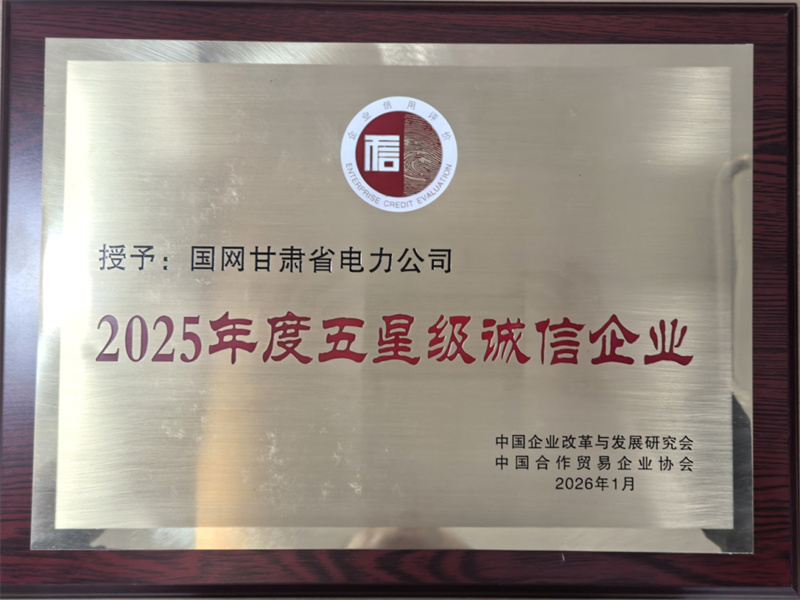 企业信用评价
信
ENTERPRISE CREDIT EVALUATION
授予：国网甘肃省电力公司
2025年度五星级诚信企业
中国企业改革与发展研究会
中国合作贸易企业协会
2026年1月